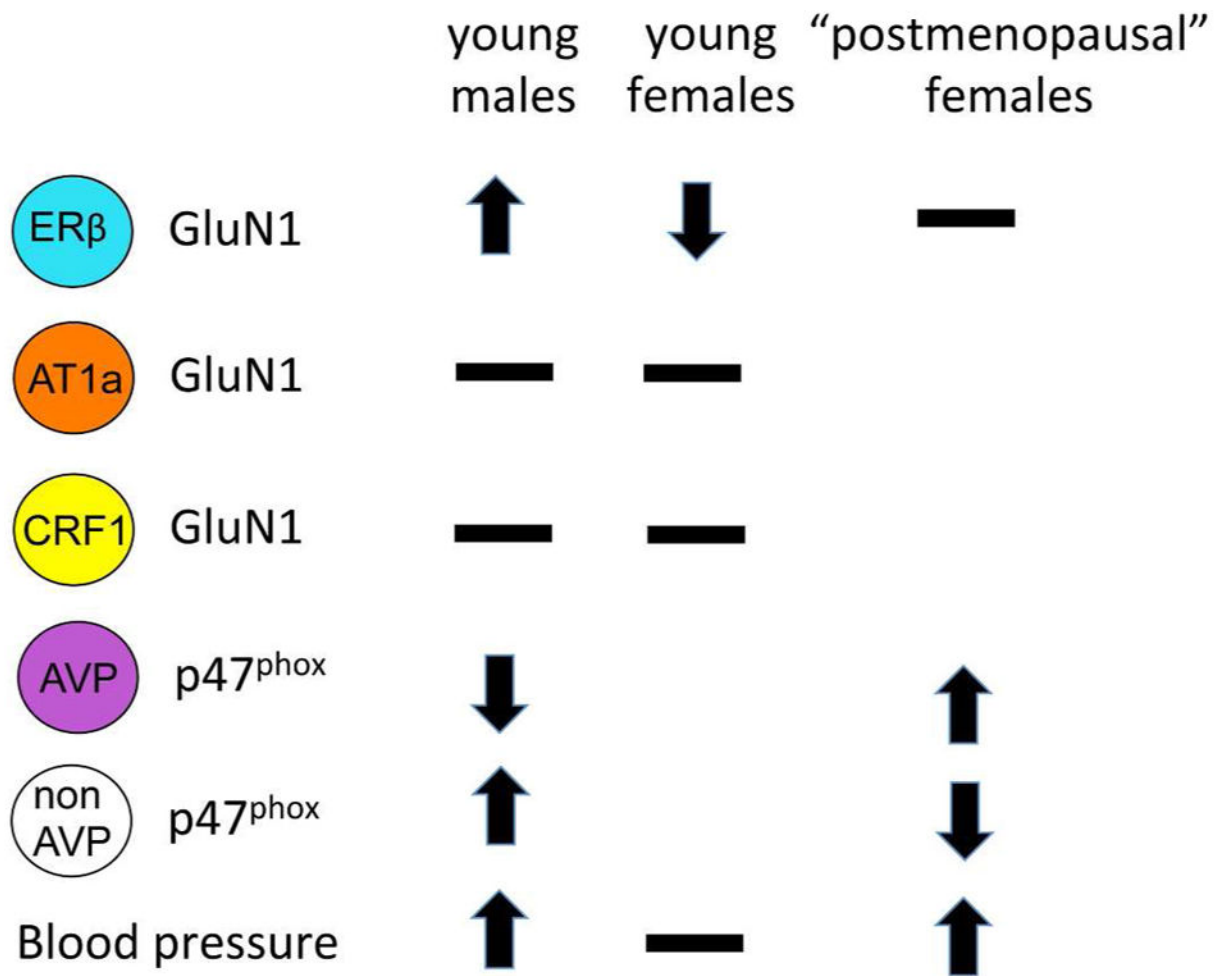 young young "postmenopausal"
males females females
ERβ GluN1
AT1a GluN1
CRF1 GluN1
AVP p47phox
non
AVP p47phox
Blood pressure